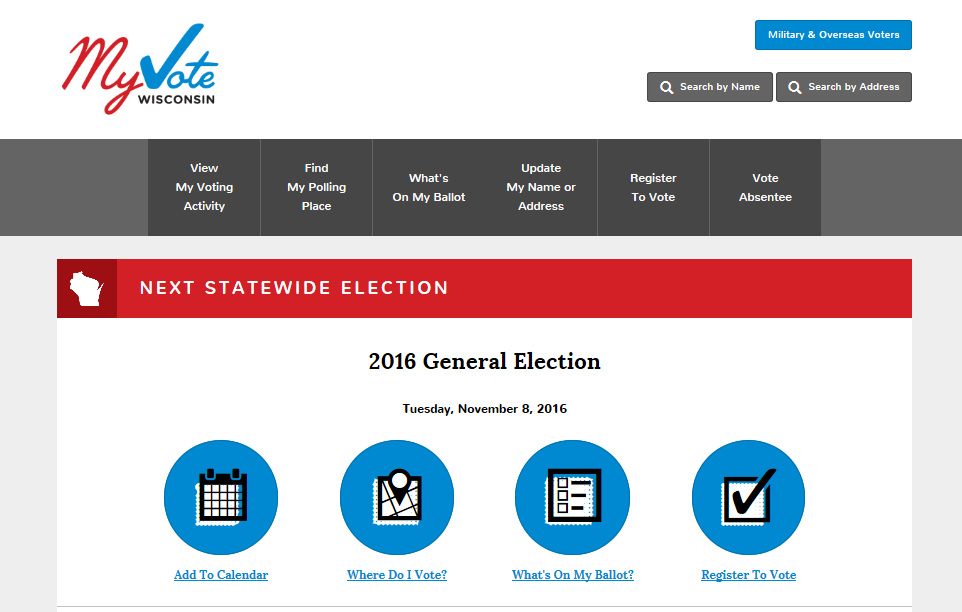 MyVote
WISCONSIN
Military & Overseas Voters
Search by Name
Search by Address
View
My Voting
Activity
Find
My Polling
Place
What's
On My Ballot
Update
My Name or
Address
Register
To Vote
Vote
Absentee
NEXT STATEWIDE ELECTION
2016 General Election
Tuesday, November 8, 2016
Add To Calendar
Where Do I Vote?
What's On My Ballot?
Register To Vote